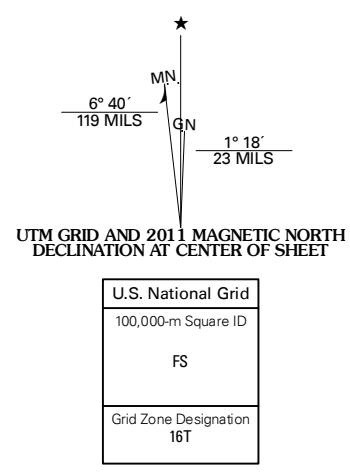 ★
MN.
6° 40´
119 MILS
GN
1° 18´
23 MILS
UTM GRID AND 2011 MAGNETIC NORTH
DECLINATION AT CENTER OF SHEET
U.S. National Grid
100,000-m Square ID
FS
Grid Zone Designation
16T